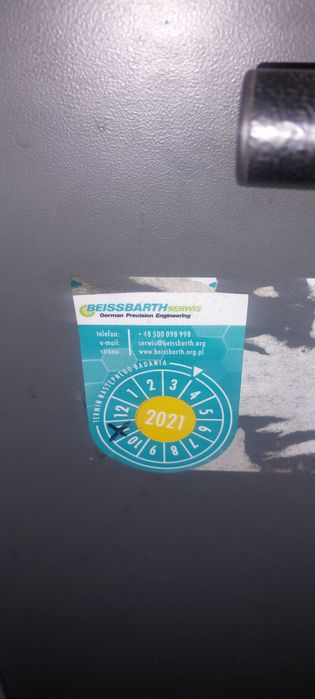 BEISSBARTH SERWIS
German Precision Engineering
telefon: + 48 500 098 998
e-mail: serwis@beissbarth.org
strona: www.beissbarth.org.pl
TERMIN NASTĘPNEGO BADANIA
1 2 3 4 5 6 7 8 9 10 12
2021